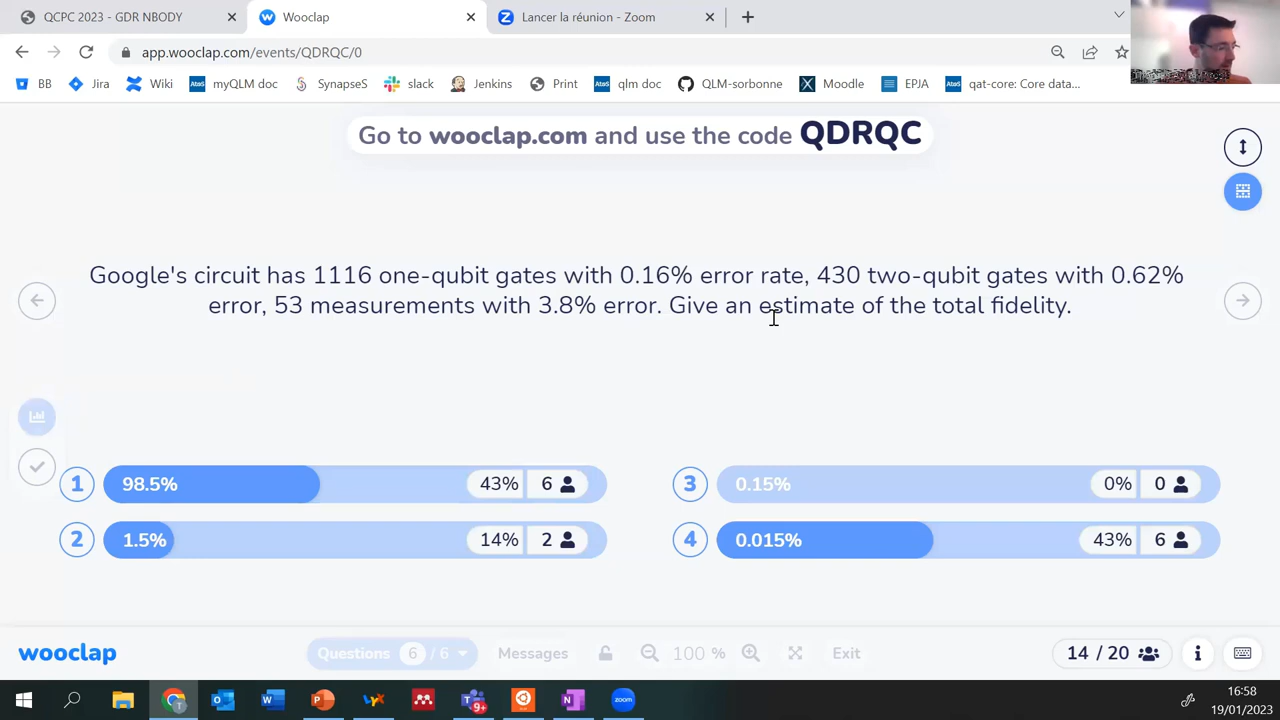 QCPC 2023 - GDR NBODY
Wooclap
Lancer la réunion - Zoom
app.wooclap.com/events/QDRQC/0
BB
Jira
Wiki
Atos
myQLM doc
SynapseS
slack
Jenkins
Print
Atos
qlm doc
QLM-sorbonne
Moodle
EPJA
Atos
qat-core: Core data...
Go to wooclap.com and use the code QDRQC
Google's circuit has 1116 one-qubit gates with 0.16% error rate, 430 two-qubit gates with 0.62%
error, 53 measurements with 3.8% error. Give an estimate of the total fidelity.
1 98.5% 43% 6
2 1.5% 14% 2
3 0.15% 0% 0
4 0.015% 43% 6
wooclap
Questions 6 / 6
Messages
100 %
Exit
14 / 20
16:58
19/01/2023
9+
zoom